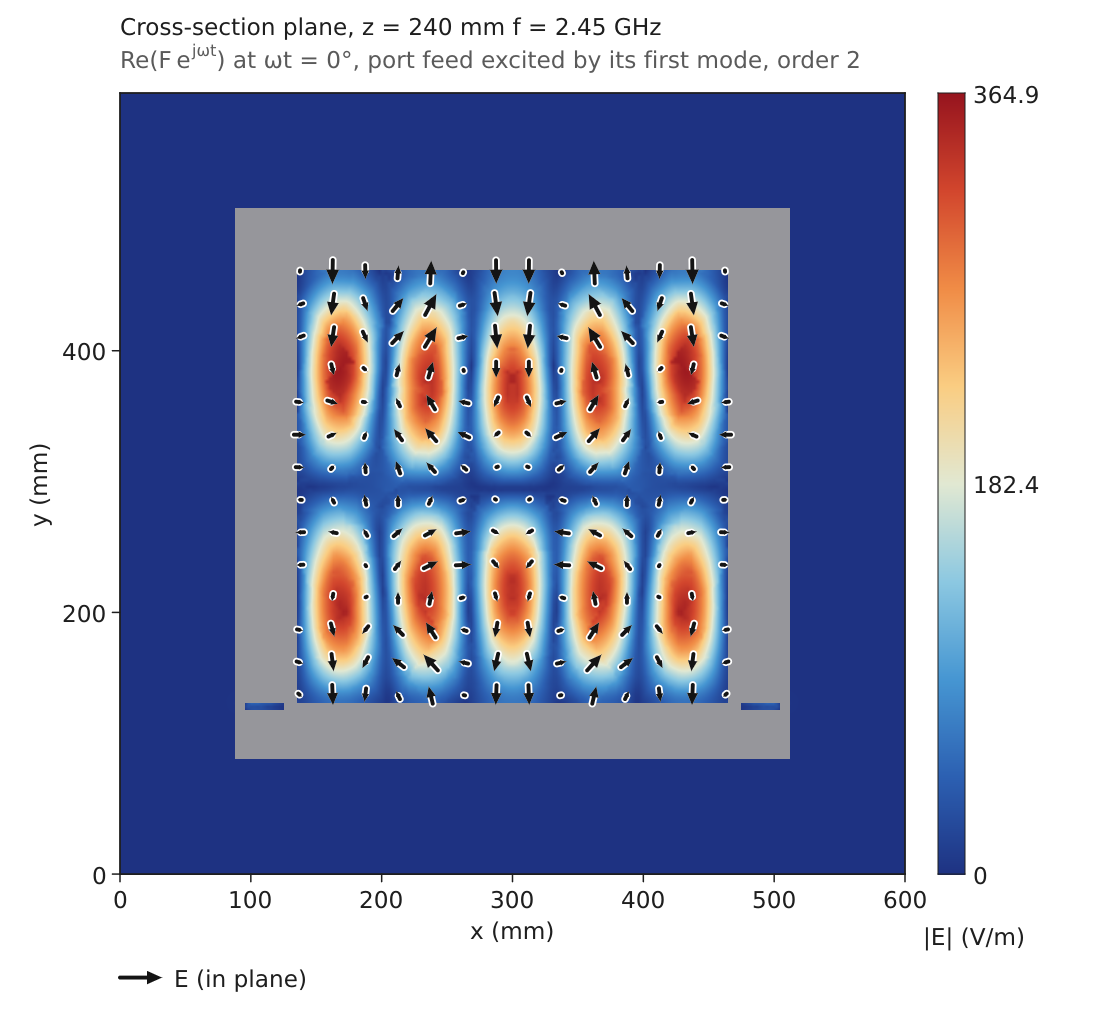 Cross-section plane, z = 240 mm f = 2.45 GHz
Re(F e^jωt) at ωt = 0°, port feed excited by its first mode, order 2
364.9
182.4
0
|E| (V/m)
400
200
0
y (mm)
0 100 200 300 400 500 600
x (mm)
E (in plane)